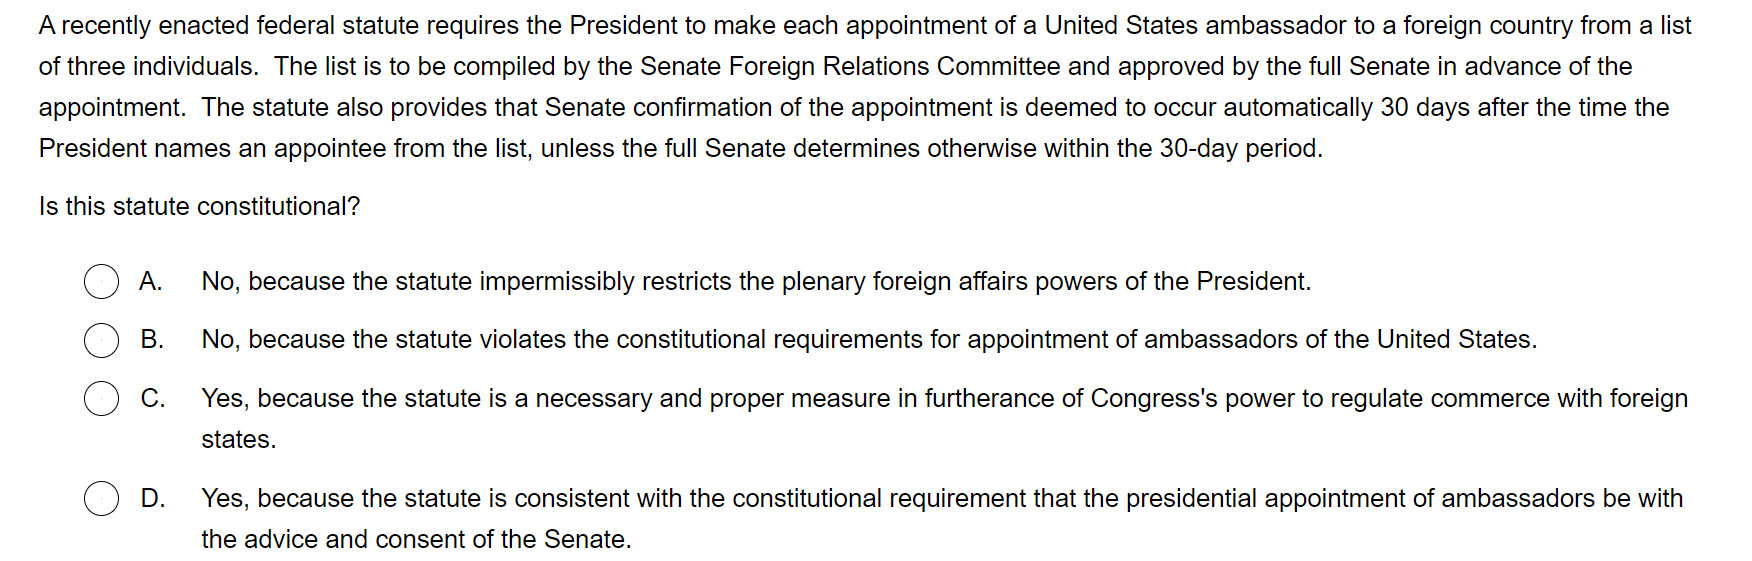 A recently enacted federal statute requires the President to make each appointment of a United States ambassador to a foreign country from a list
of three individuals.  The list is to be compiled by the Senate Foreign Relations Committee and approved by the full Senate in advance of the
appointment.  The statute also provides that Senate confirmation of the appointment is deemed to occur automatically 30 days after the time the
President names an appointee from the list, unless the full Senate determines otherwise within the 30-day period.
Is this statute constitutional?
A. No, because the statute impermissibly restricts the plenary foreign affairs powers of the President.
B. No, because the statute violates the constitutional requirements for appointment of ambassadors of the United States.
C. Yes, because the statute is a necessary and proper measure in furtherance of Congress's power to regulate commerce with foreign
states.
D. Yes, because the statute is consistent with the constitutional requirement that the presidential appointment of ambassadors be with
the advice and consent of the Senate.